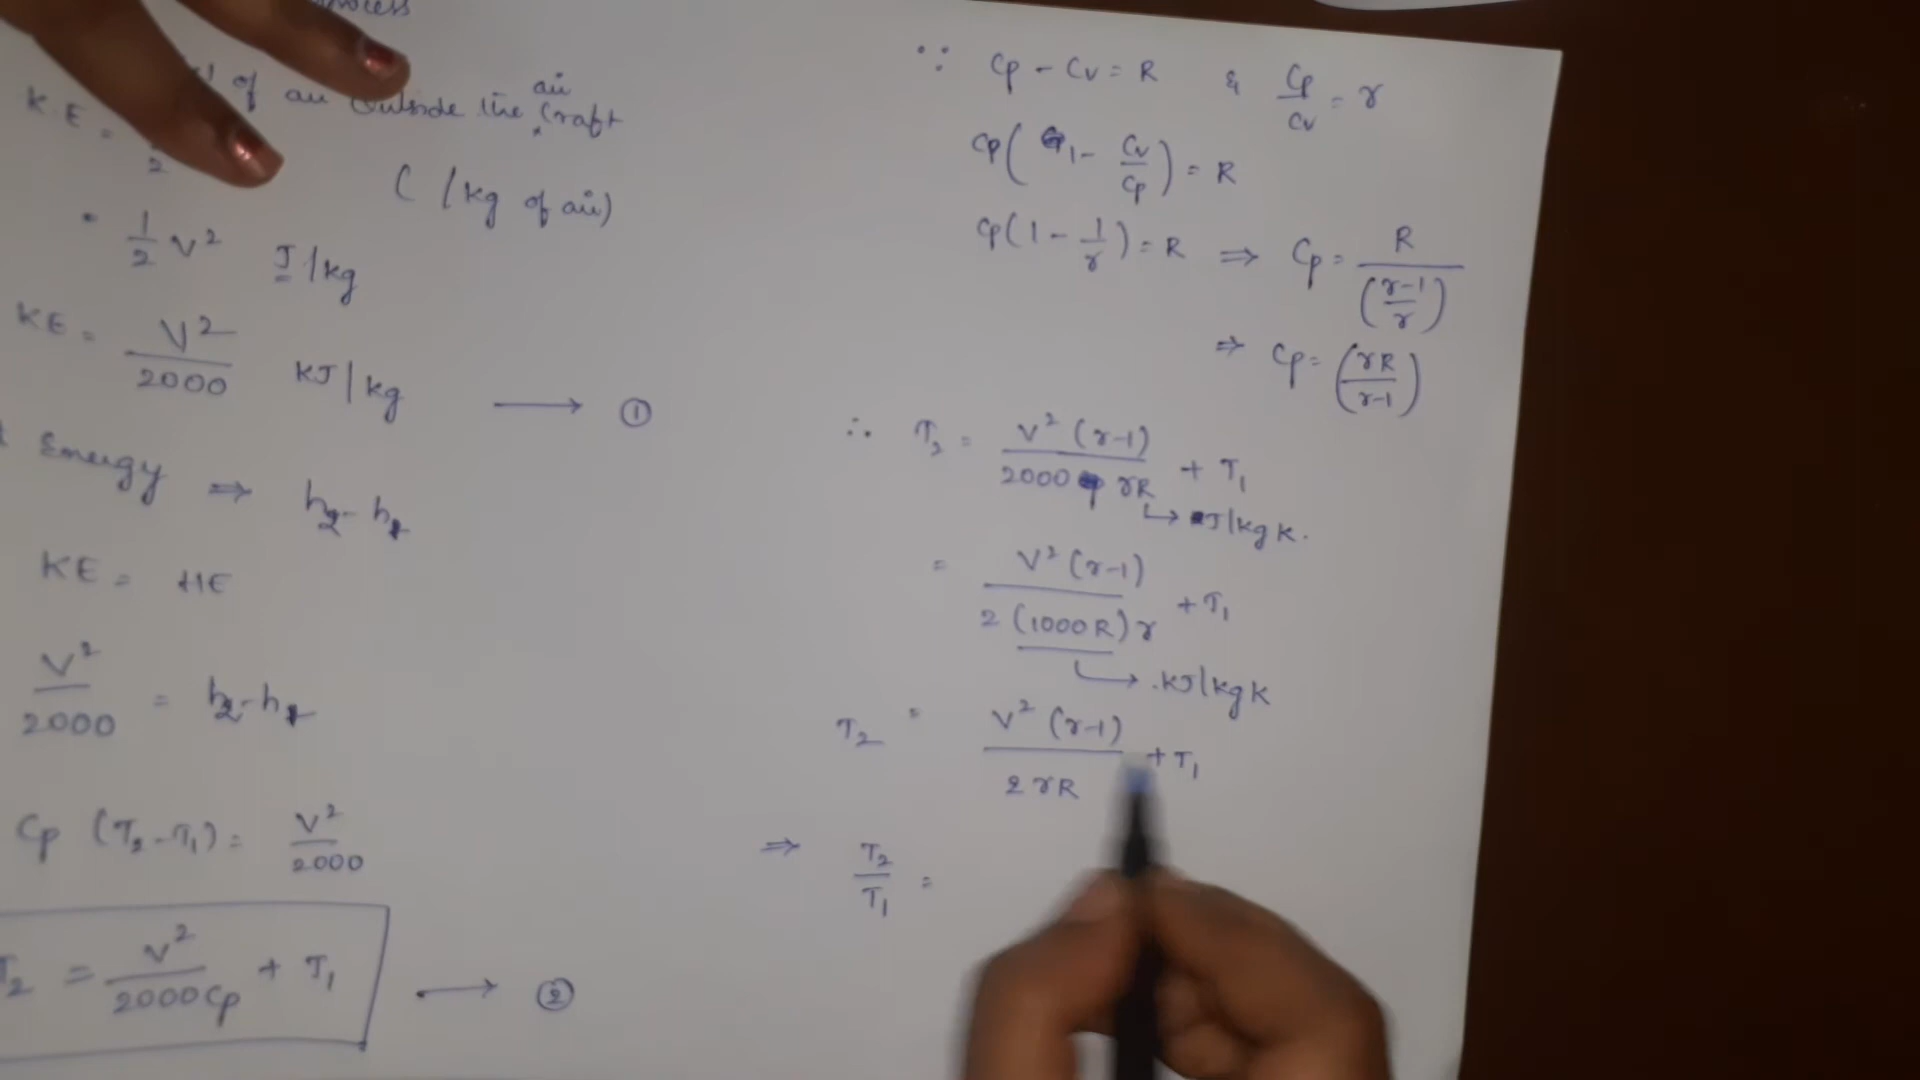 of air outside the air craft
K.E =
2
( /kg of air)
= 1/2 V² J/kg
KE = V²/2000 KJ/kg → ①
Energy ⇒ h₂ - h₁
KE = HE
V²/2000 = h₂ - h₁
Cp (T₂ - T₁) = V²/2000
T₂ = V²/2000Cp + T₁ → ②
∵ Cp - Cv = R & Cp/Cv = γ
Cp(1 - Cv/Cp) = R
Cp(1 - 1/γ) = R ⇒ Cp = R/((γ-1)/γ)
⇒ Cp = (γR/γ-1)
∴ T₂ = V²(γ-1)/2000 γR + T₁
↳ J/kg K.
= V²(γ-1)/2(1000R)γ + T₁
↳ .KJ/kg K
T₂ = V²(γ-1)/2γR + T₁
⇒ T₂/T₁ =